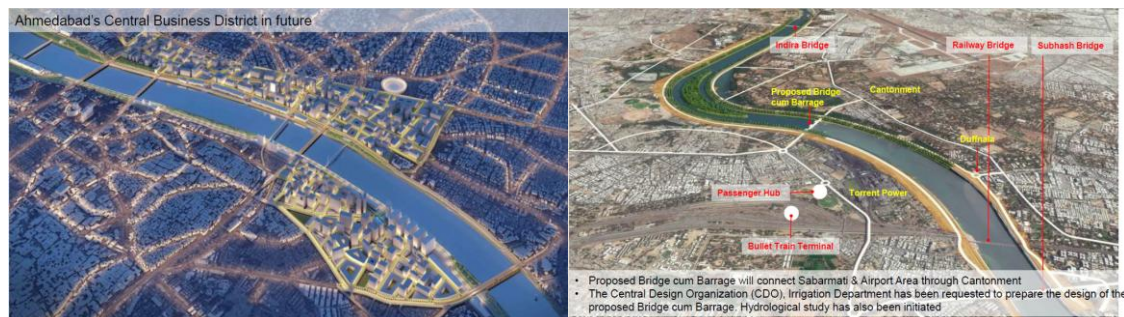 Ahmedabad's Central Business District in future
Indira Bridge
Railway Bridge
Subhash Bridge
Proposed Bridge
cum Barrage
Cantonment
Duffnala
Passenger Hub
Torrent Power
Bullet Train Terminal
• Proposed Bridge cum Barrage will connect Sabarmati & Airport Area through Cantonment
• The Central Design Organization (CDO), Irrigation Department has been requested to prepare the design of the
proposed Bridge cum Barrage. Hydrological study has also been initiated